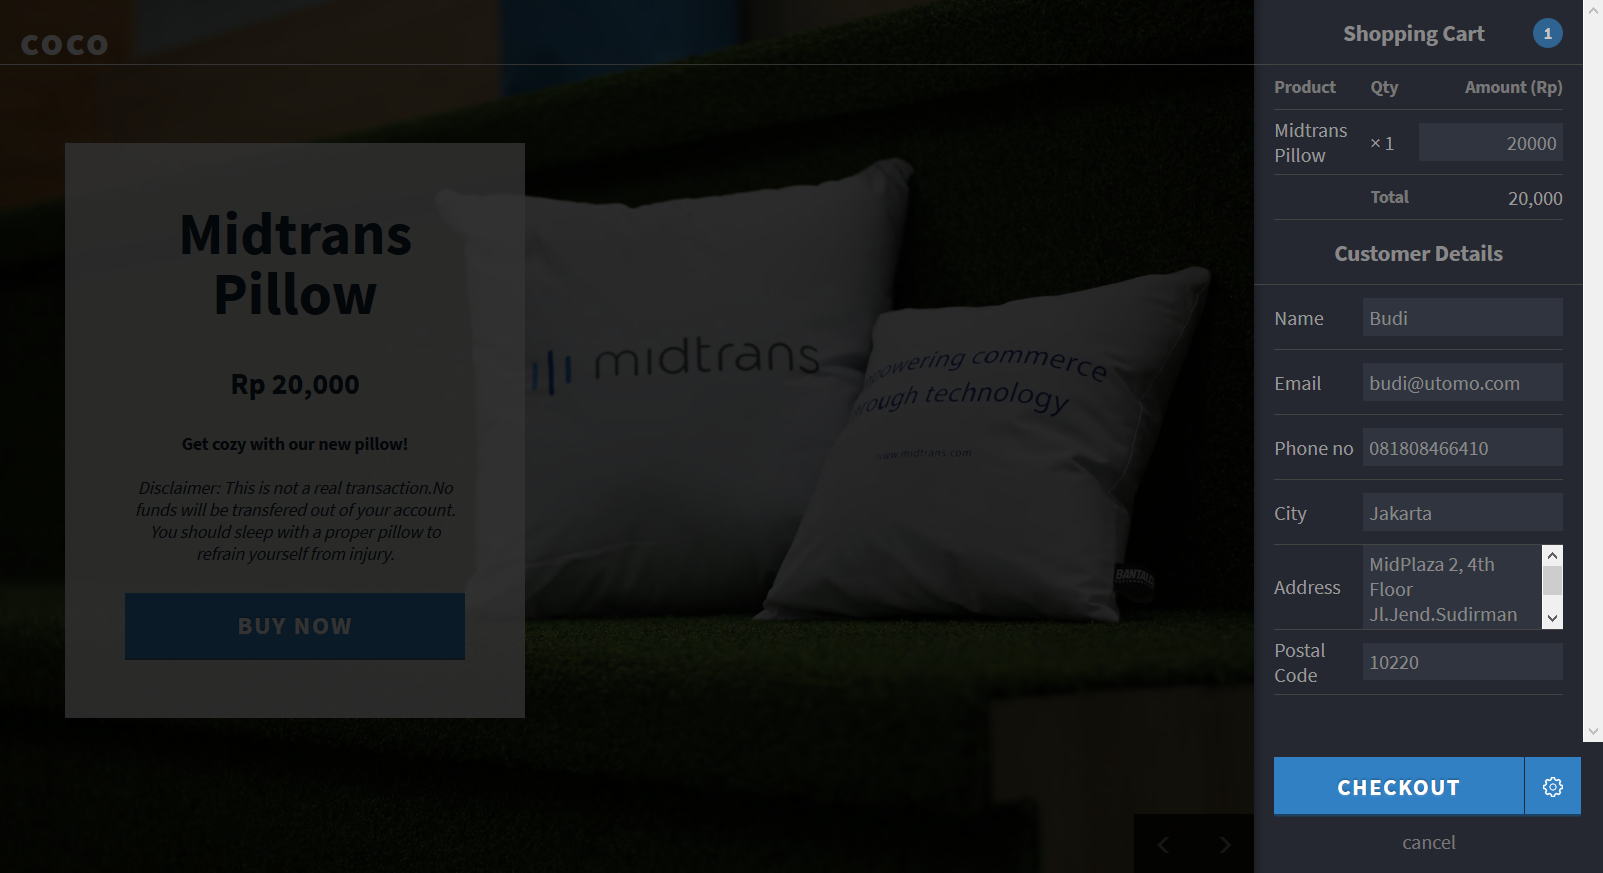 coco
Midtrans
Pillow
Rp 20,000
Get cozy with our new pillow!
Disclaimer: This is not a real transaction.No
funds will be transfered out of your account.
You should sleep with a proper pillow to
refrain yourself from injury.
BUY NOW
midtrans
powering commerce
rough technology
www.midtrans.com
Shopping Cart 1
Product Qty Amount (Rp)
Midtrans
Pillow × 1 20000
Total 20,000
Customer Details
Name Budi
Email budi@utomo.com
Phone no 081808466410
City Jakarta
Address MidPlaza 2, 4th
Floor
Jl.Jend.Sudirman
Postal
Code 10220
CHECKOUT
cancel